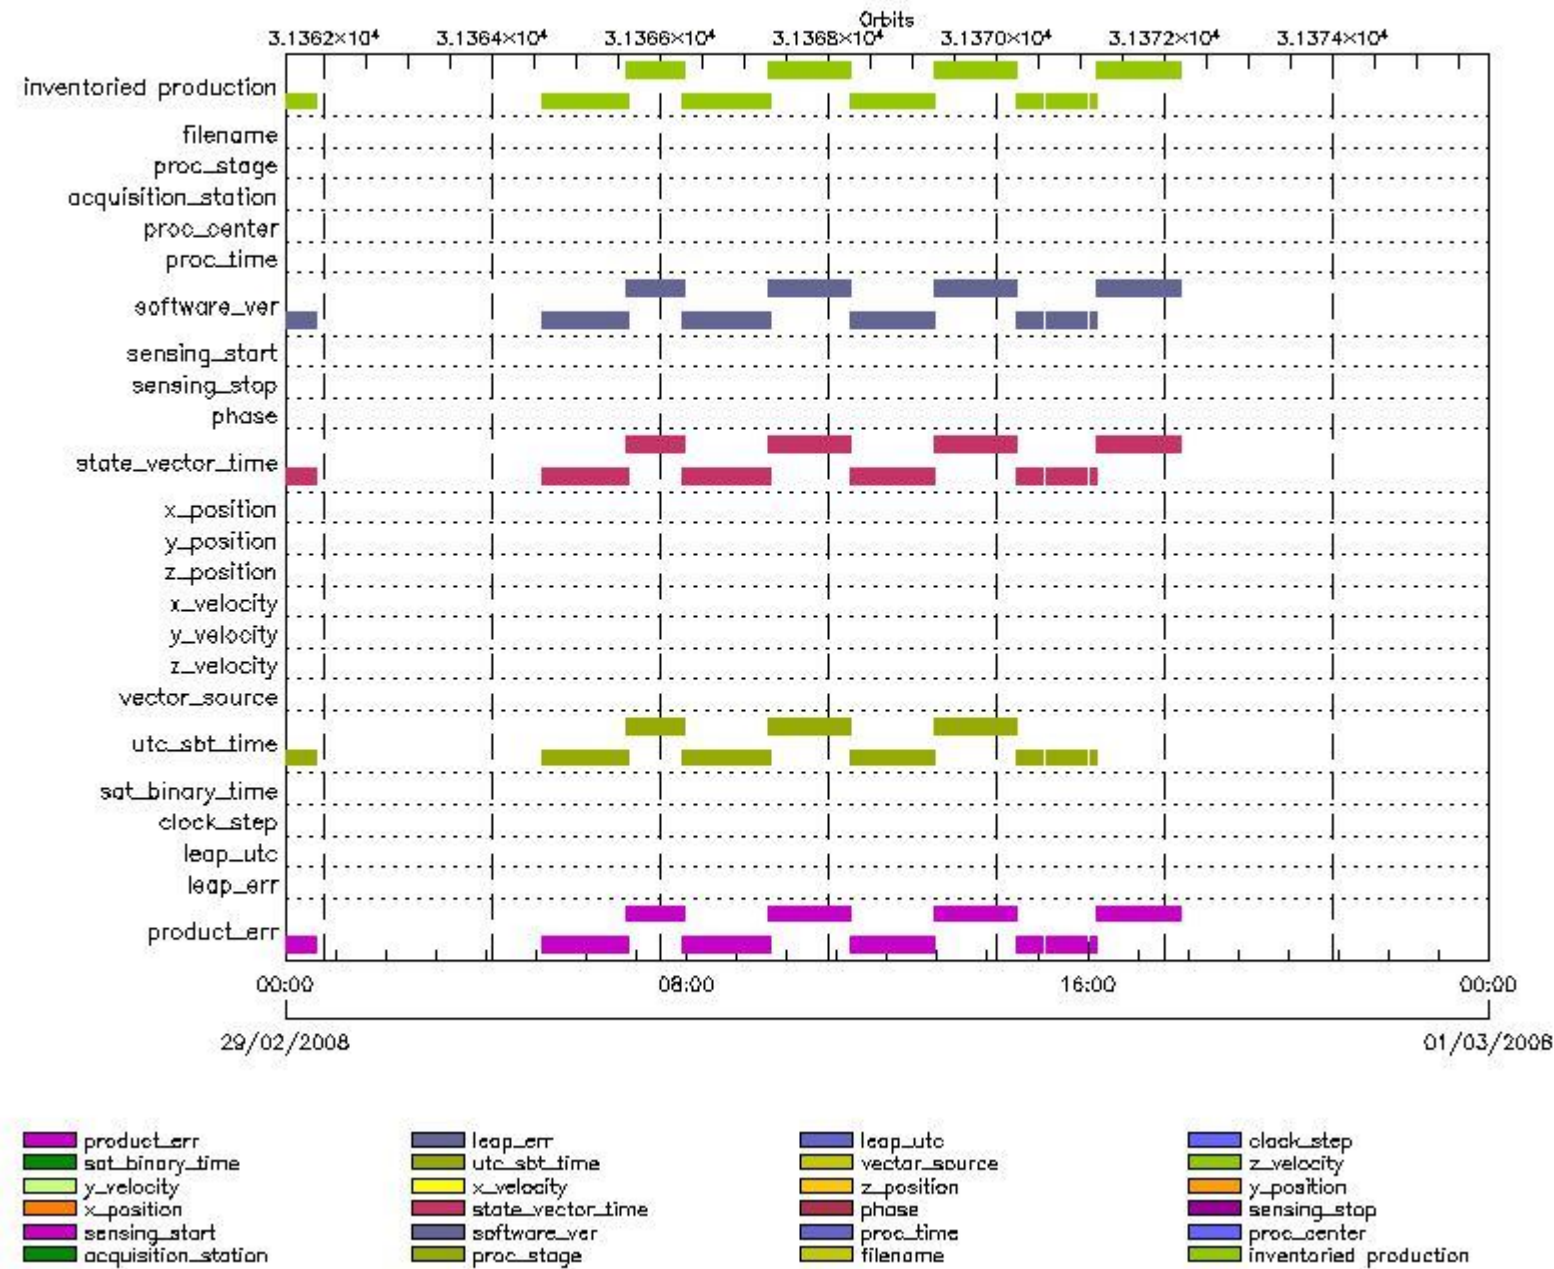 Orbits
3.1362×10⁴ 3.1364×10⁴ 3.1366×10⁴ 3.1368×10⁴ 3.1370×10⁴ 3.1372×10⁴ 3.1374×10⁴
inventoried production
filename
proc_stage
acquisition_station
proc_center
proc_time
software_ver
sensing_start
sensing_stop
phase
state_vector_time
x_position
y_position
z_position
x_velocity
y_velocity
z_velocity
vector_source
utc_sbt_time
sat_binary_time
clock_step
leap_utc
leap_err
product_err
00:00 08:00 16:00 00:00
29/02/2008 01/03/2008
product_err leap_err leap_utc clock_step
sat_binary_time utc_sbt_time vector_source z_velocity
y_velocity x_velocity z_position y_position
x_position state_vector_time phase sensing_stop
sensing_start software_ver proc_time proc_center
acquisition_station proc_stage filename inventoried production